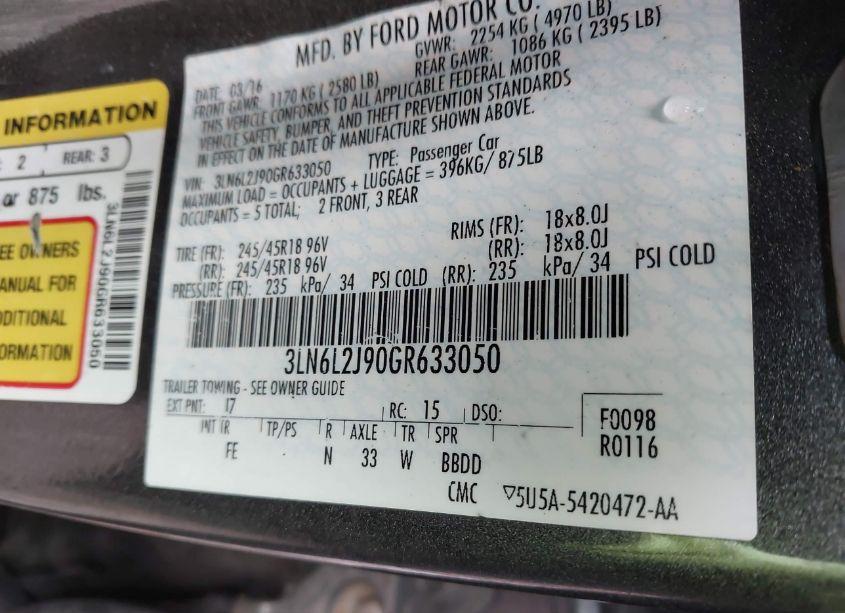 MFD. BY FORD MOTOR CO.
DATE: 03/16 GVWR: 2254 KG ( 4970 LB)
FRONT GAWR: 1170 KG ( 2580 LB) REAR GAWR: 1086 KG ( 2395 LB)
THIS VEHICLE CONFORMS TO ALL APPLICABLE FEDERAL MOTOR
VEHICLE SAFETY, BUMPER, AND THEFT PREVENTION STANDARDS
IN EFFECT ON THE DATE OF MANUFACTURE SHOWN ABOVE.
VIN: 3LN6L2J90GR633050 TYPE: Passenger Car
MAXIMUM LOAD = OCCUPANTS + LUGGAGE = 396KG/ 875LB
OCCUPANTS = 5 TOTAL; 2 FRONT, 3 REAR
TIRE (FR): 245/45R18 96V RIMS (FR): 18x8.0J
(RR): 245/45R18 96V (RR): 18x8.0J
PRESSURE (FR): 235 kPa/ 34 PSI COLD (RR): 235 kPa/ 34 PSI COLD
3LN6L2J90GR633050
TRAILER TOWING - SEE OWNER GUIDE
EXT PNT: I7 RC: 15 DSO: F0098
INT TR TP/PS R AXLE TR SPR R0116
FE N 33 W BBDD
CMC ▽5U5A-5420472-AA
INFORMATION
: 2 REAR: 3
or 875 lbs.
EE OWNERS
ANUAL FOR
DDITIONAL
FORMATION
3LN6L2J90GR633050